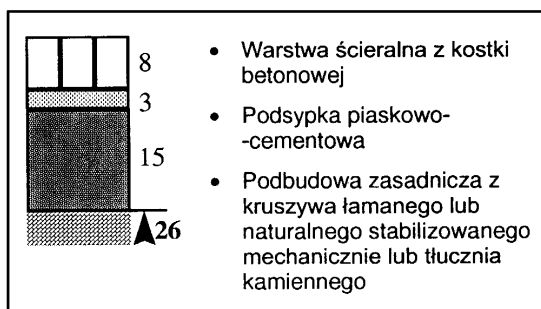 8
3
15
26
• Warstwa ścieralna z kostki
betonowej
• Podsypka piaskowo-
-cementowa
• Podbudowa zasadnicza z
kruszywa łamanego lub
naturalnego stabilizowanego
mechanicznie lub tłucznia
kamiennego